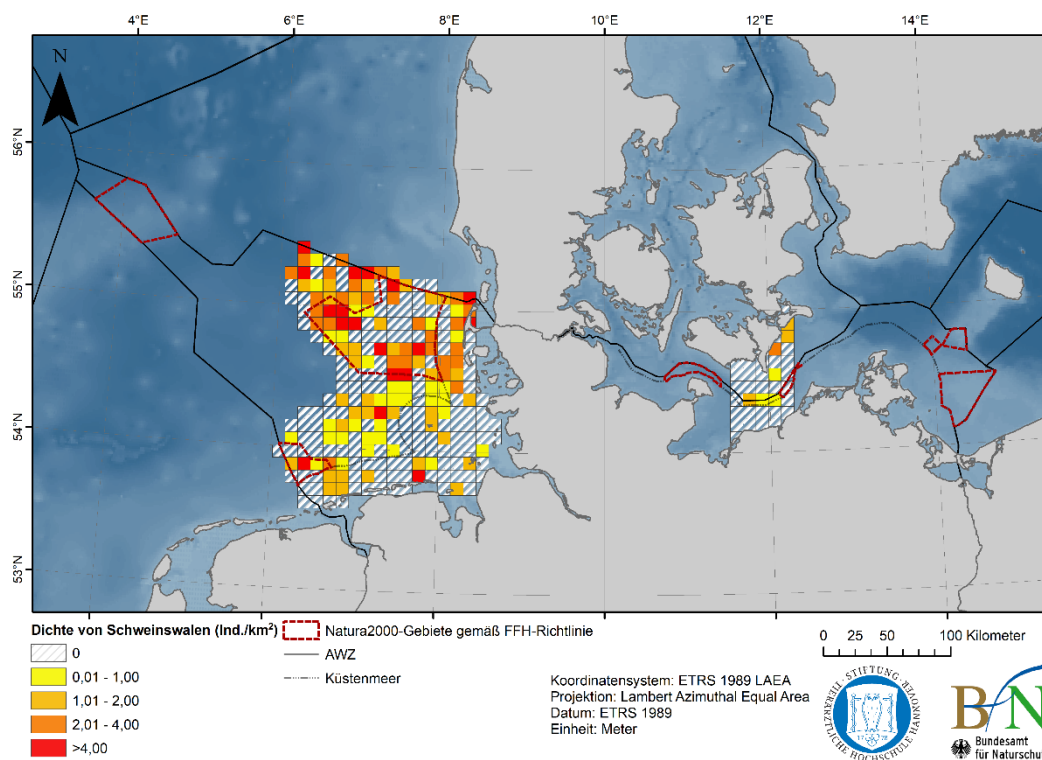 4°E 6°E 8°E 10°E 12°E 14°E
N
56°N
55°N
54°N
53°N
Dichte von Schweinswalen (Ind./km²)
0
0,01 - 1,00
1,01 - 2,00
2,01 - 4,00
>4,00
Natura2000-Gebiete gemäß FFH-Richtlinie
AWZ
Küstenmeer
Koordinatensystem: ETRS 1989 LAEA
Projektion: Lambert Azimuthal Equal Area
Datum: ETRS 1989
Einheit: Meter
0 25 50 100 Kilometer
STIFTUNG
TIERÄRZTLICHE HOCHSCHULE HANNOVER
BfN
Bundesamt
für Naturschu